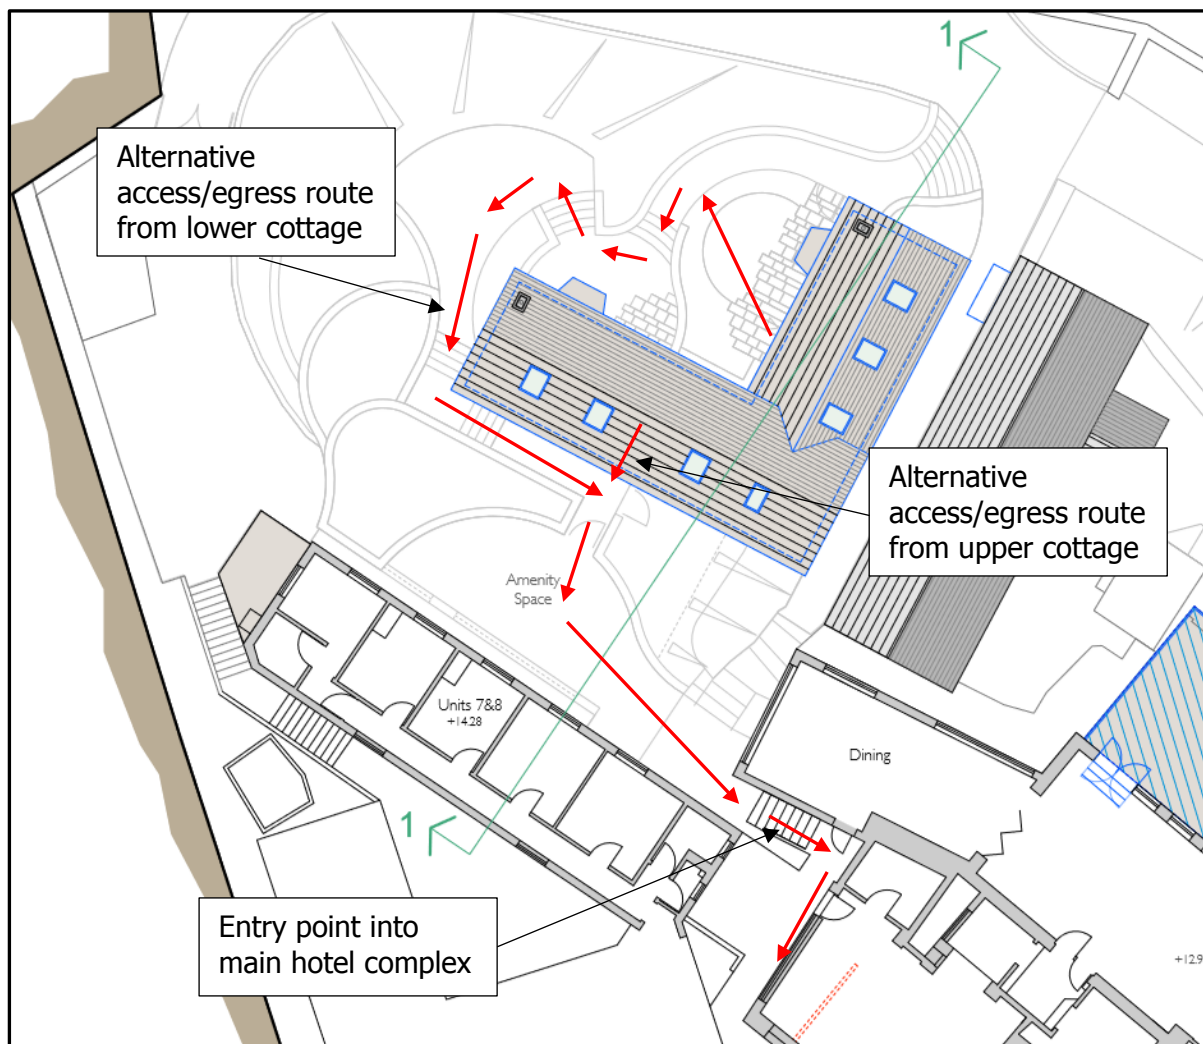 1
Alternative
access/egress route
from lower cottage
Alternative
access/egress route
from upper cottage
Amenity
Space
Units 7&8
+14.28
Dining
1
Entry point into
main hotel complex
+12.9